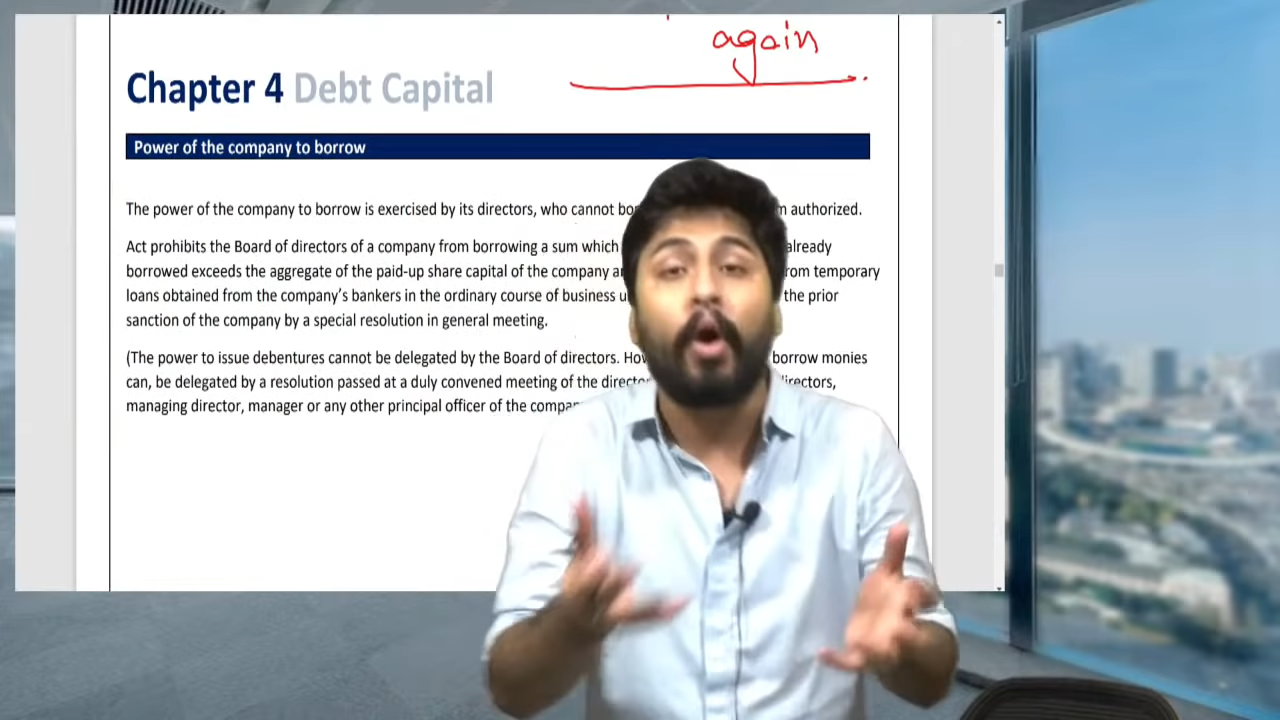 again
Chapter 4 Debt Capital
Power of the company to borrow
The power of the company to borrow is exercised by its directors, who cannot authorized.
Act prohibits the Board of directors of a company from borrowing a sum which already
borrowed exceeds the aggregate of the paid-up share capital of the company temporary
loans obtained from the company's bankers in the ordinary course of business the prior
sanction of the company by a special resolution in general meeting.
(The power to issue debentures cannot be delegated by the Board of directors. borrow monies
can, be delegated by a resolution passed at a duly convened meeting of the
managing director, manager or any other principal officer of the